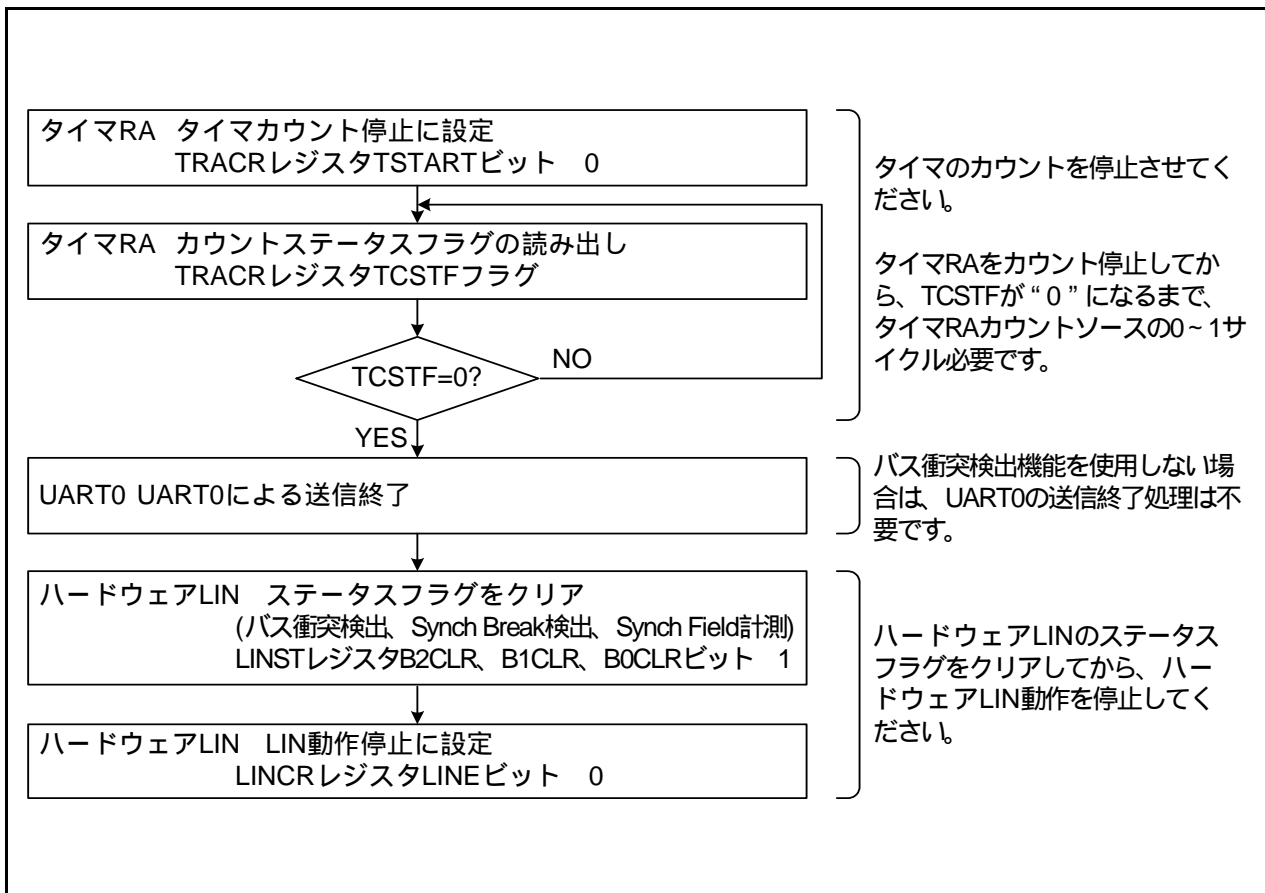 タイマRA タイマカウント停止に設定
TRACRレジスタTSTARTビット 0
タイマRA カウントステータスフラグの読み出し
TRACRレジスタTCSTFフラグ
TCSTF=0?
NO
YES
UART0 UART0による送信終了
ハードウェアLIN ステータスフラグをクリア
(バス衝突検出、Synch Break検出、Synch Field計測)
LINSTレジスタB2CLR、B1CLR、B0CLRビット 1
ハードウェアLIN LIN動作停止に設定
LINCRレジスタLINEビット 0
タイマのカウントを停止させてく
ださい。
タイマRAをカウント停止してか
ら、TCSTFが“0”になるまで、
タイマRAカウントソースの0~1サ
イクル必要です。
バス衝突検出機能を使用しない場
合は、UART0の送信終了処理は不
要です。
ハードウェアLINのステータス
フラグをクリアしてから、ハー
ドウェアLIN動作を停止してく
ださい。